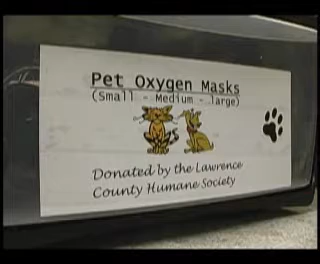 Pet Oxygen Masks
(Small - Medium - large)
Donated by the Lawrence
County Humane Society